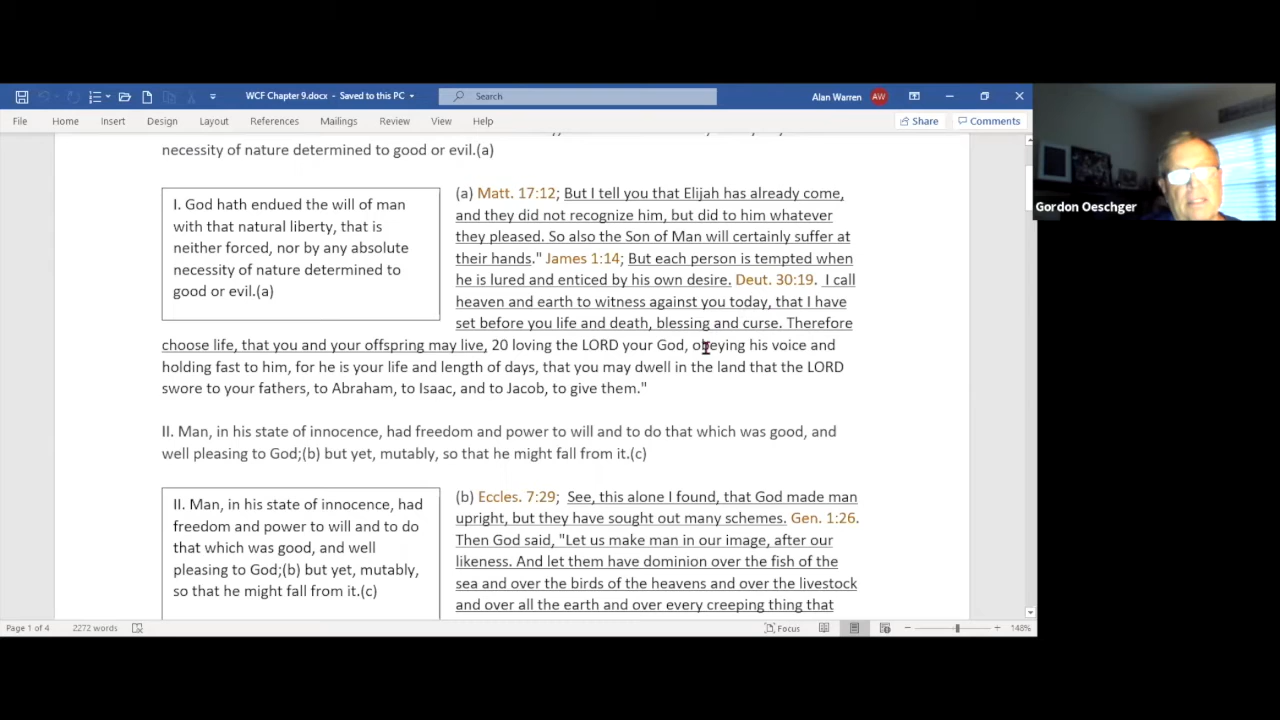 WCF Chapter 9.docx - Saved to this PC
Search
Alan Warren
AW
File Home Insert Design Layout References Mailings Review View Help Share Comments
Gordon Oeschger
necessity of nature determined to good or evil.(a)
I. God hath endued the will of man
with that natural liberty, that is
neither forced, nor by any absolute
necessity of nature determined to
good or evil.(a)
(a) Matt. 17:12; But I tell you that Elijah has already come,
and they did not recognize him, but did to him whatever
they pleased. So also the Son of Man will certainly suffer at
their hands." James 1:14; But each person is tempted when
he is lured and enticed by his own desire. Deut. 30:19. I call
heaven and earth to witness against you today, that I have
set before you life and death, blessing and curse. Therefore
choose life, that you and your offspring may live, 20 loving the LORD your God, obeying his voice and
holding fast to him, for he is your life and length of days, that you may dwell in the land that the LORD
swore to your fathers, to Abraham, to Isaac, and to Jacob, to give them."
II. Man, in his state of innocence, had freedom and power to will and to do that which was good, and
well pleasing to God;(b) but yet, mutably, so that he might fall from it.(c)
II. Man, in his state of innocence, had
freedom and power to will and to do
that which was good, and well
pleasing to God;(b) but yet, mutably,
so that he might fall from it.(c)
(b) Eccles. 7:29; See, this alone I found, that God made man
upright, but they have sought out many schemes. Gen. 1:26.
Then God said, "Let us make man in our image, after our
likeness. And let them have dominion over the fish of the
sea and over the birds of the heavens and over the livestock
and over all the earth and over every creeping thing that
Page 1 of 4 2272 words Focus 148%